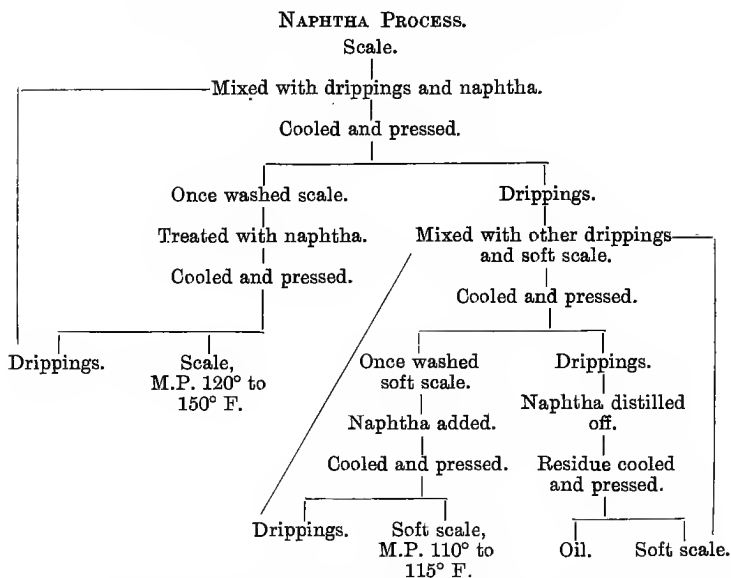 NAPHTHA PROCESS.
Scale.
Mixed with drippings and naphtha.
Cooled and pressed.
Once washed scale.
Treated with naphtha.
Cooled and pressed.
Drippings.
Scale,
M.P. 120° to
150° F.
Drippings.
Mixed with other drippings
and soft scale.
Cooled and pressed.
Once washed
soft scale.
Naphtha added.
Cooled and pressed.
Drippings.
Soft scale,
M.P. 110° to
115° F.
Drippings.
Naphtha distilled
off.
Residue cooled
and pressed.
Oil.
Soft scale.